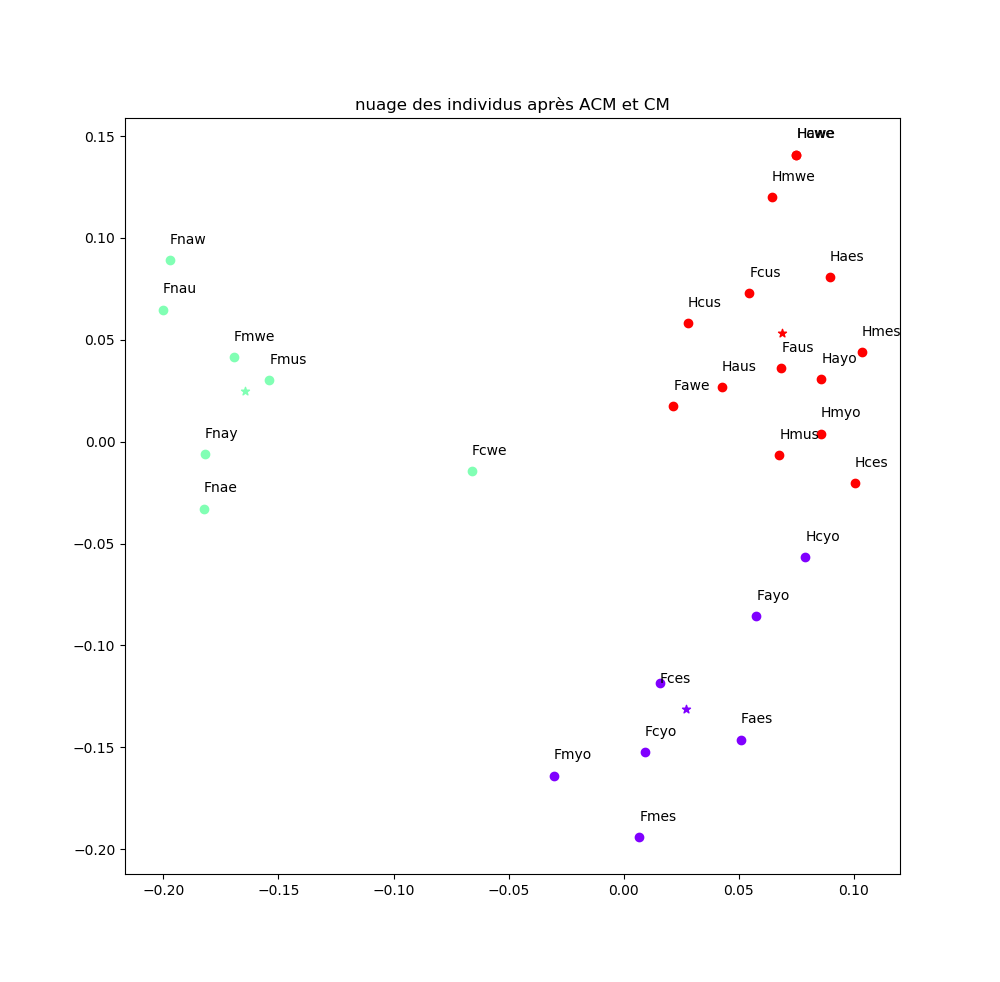 nuage des individus après ACM et CM
0.15
Hmwe
0.10
Fnaw
Haes
Fcus
Fnau
Hcus
0.05
Hmes
Fmwe
Faus
Fmus
Haus
Hayo
Fawe
Hmyo
0.00
Fnay
Hmus
Fcwe
Hces
Fnae
−0.05
Hcyo
Fayo
−0.10
Fces
Faes
Fcyo
−0.15
Fmyo
Fmes
−0.20
−0.20 −0.15 −0.10 −0.05 0.00 0.05 0.10